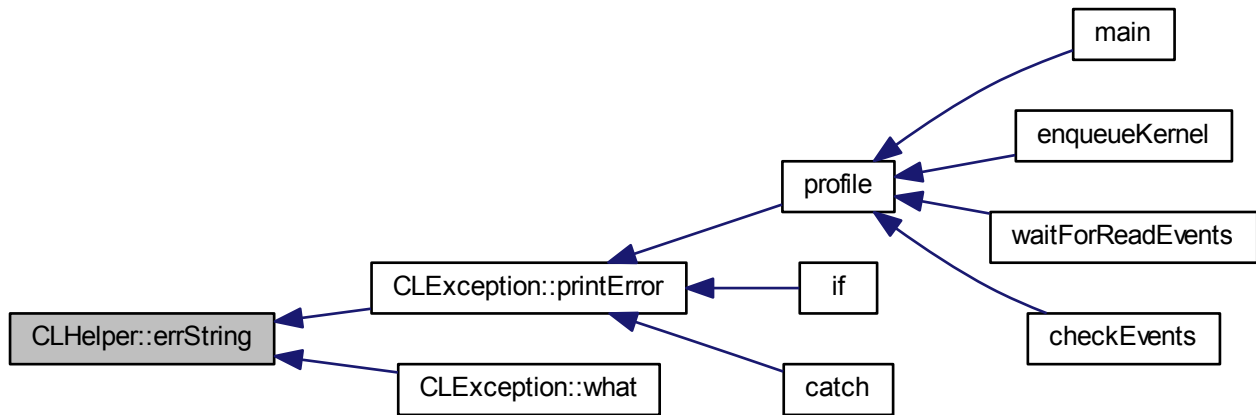 main
enqueueKernel
profile
waitForReadEvents
CLException::printError
if
CLHelper::errString
checkEvents
CLException::what
catch